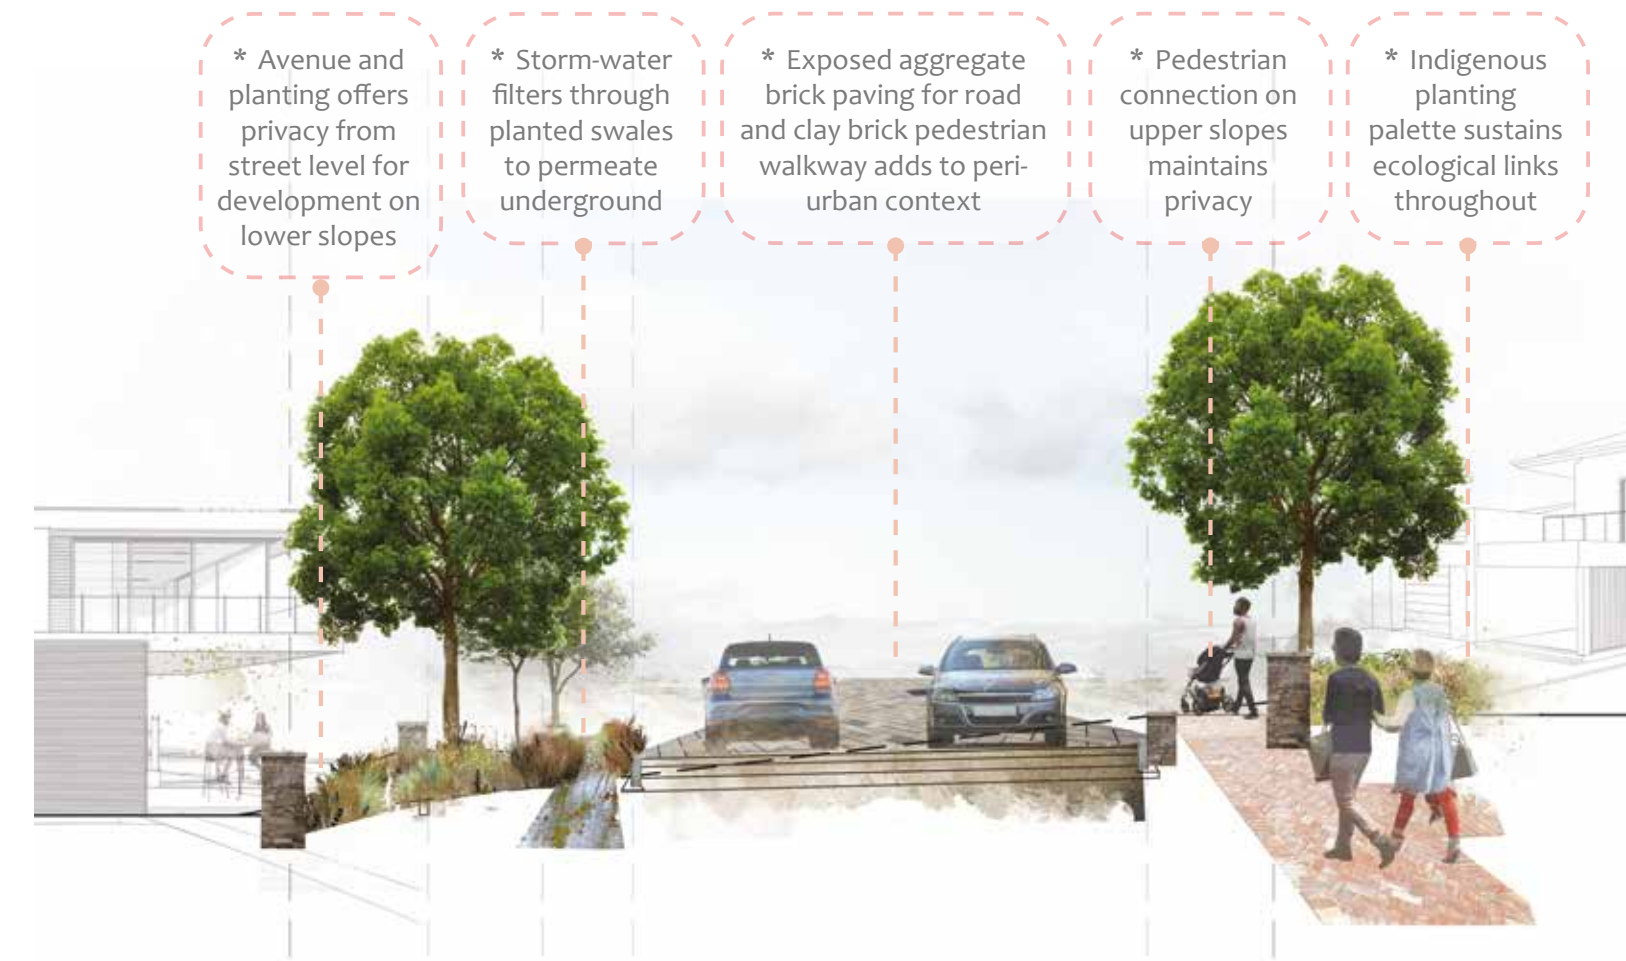 * Avenue and
planting offers
privacy from
street level for
development on
lower slopes
* Storm-water
filters through
planted swales
to permeate
underground
* Exposed aggregate
brick paving for road
and clay brick pedestrian
walkway adds to peri-
urban context
* Pedestrian
connection on
upper slopes
maintains
privacy
* Indigenous
planting
palette sustains
ecological links
throughout